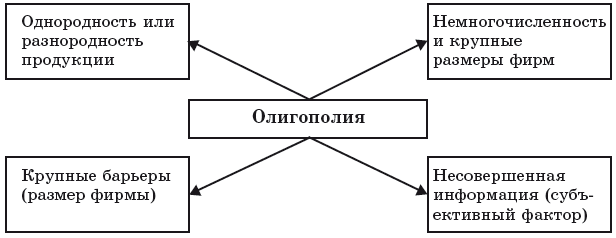 Однородность или
разнородность
продукции
Немногочисленность
и крупные
размеры фирм
Олигополия
Крупные барьеры
(размер фирмы)
Несовершенная
информация (субъ-
ективный фактор)